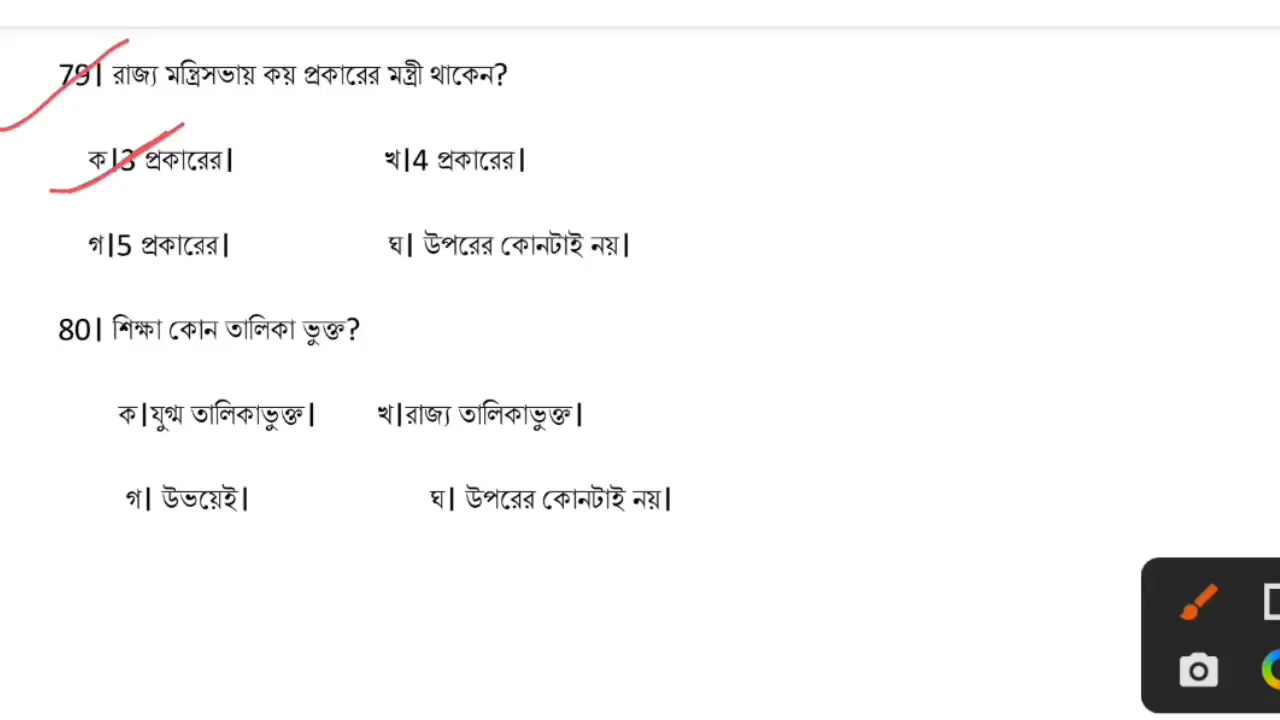 79| রাজ্য মন্ত্রিসভায় কয় প্রকারের মন্ত্রী থাকেন?
ক|3 প্রকারের| খ|4 প্রকারের|
গ|5 প্রকারের| ঘ| উপরের কোনটাই নয়|
80| শিক্ষা কোন তালিকা ভুক্ত?
ক|যুগ্ম তালিকাভুক্ত| খ|রাজ্য তালিকাভুক্ত|
গ| উভয়েই| ঘ| উপরের কোনটাই নয়|